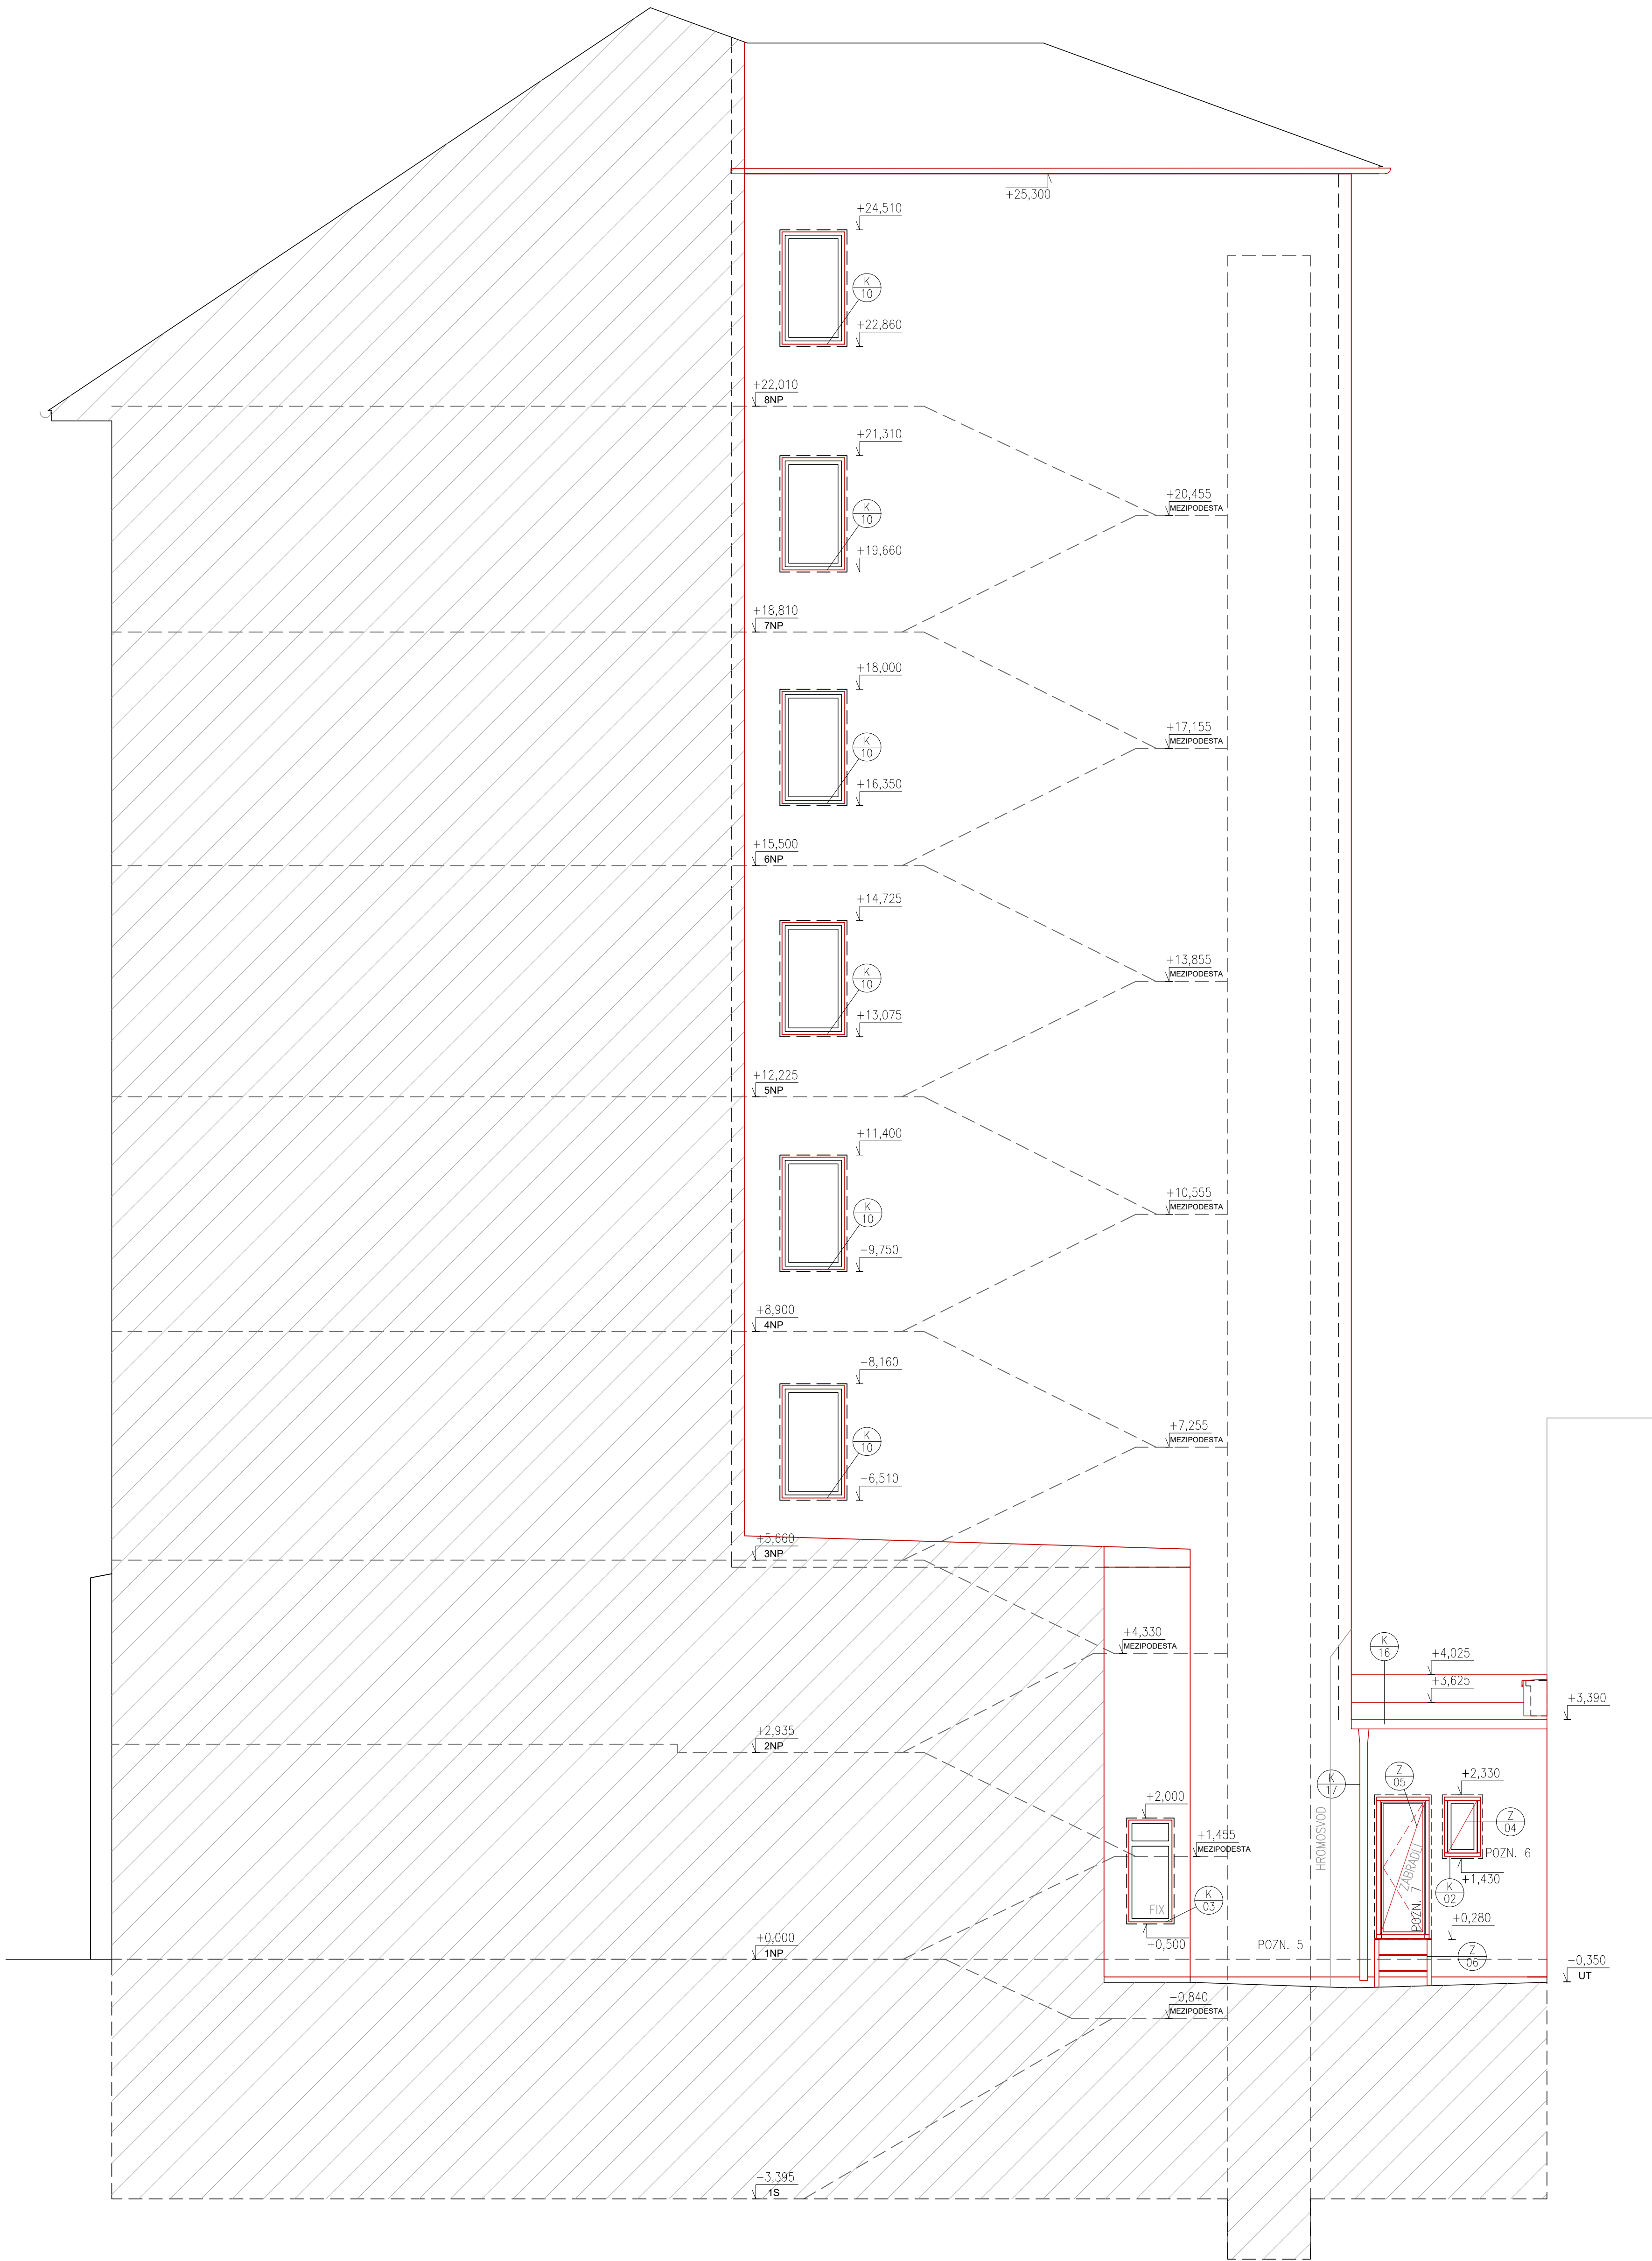 +25,300
+24,510
K
10
+22,860
+22,010
8NP
+21,310
+20,455
MEZIPODESTA
K
10
+19,660
+18,810
7NP
+18,000
+17,155
MEZIPODESTA
K
10
+16,350
+15,500
6NP
+14,725
+13,855
MEZIPODESTA
K
10
+13,075
+12,225
5NP
+11,400
+10,555
MEZIPODESTA
K
10
+9,750
+8,900
4NP
+8,160
+7,255
MEZIPODESTA
K
10
+6,510
+5,660
3NP
+4,330
MEZIPODESTA
K
16
+4,025
+3,625
+3,390
+2,935
2NP
K
17
Z
05
+2,330
+2,000
Z
04
+1,455
MEZIPODESTA
HROMOSVOD
ZÁBRADLÍ
POZN. 7
POZN. 6
+1,430
K
02
K
03
FIX
+0,500
+0,280
+0,000
1NP
POZN. 5
Z
06
-0,350
UT
-0,840
MEZIPODESTA
-3,395
1S